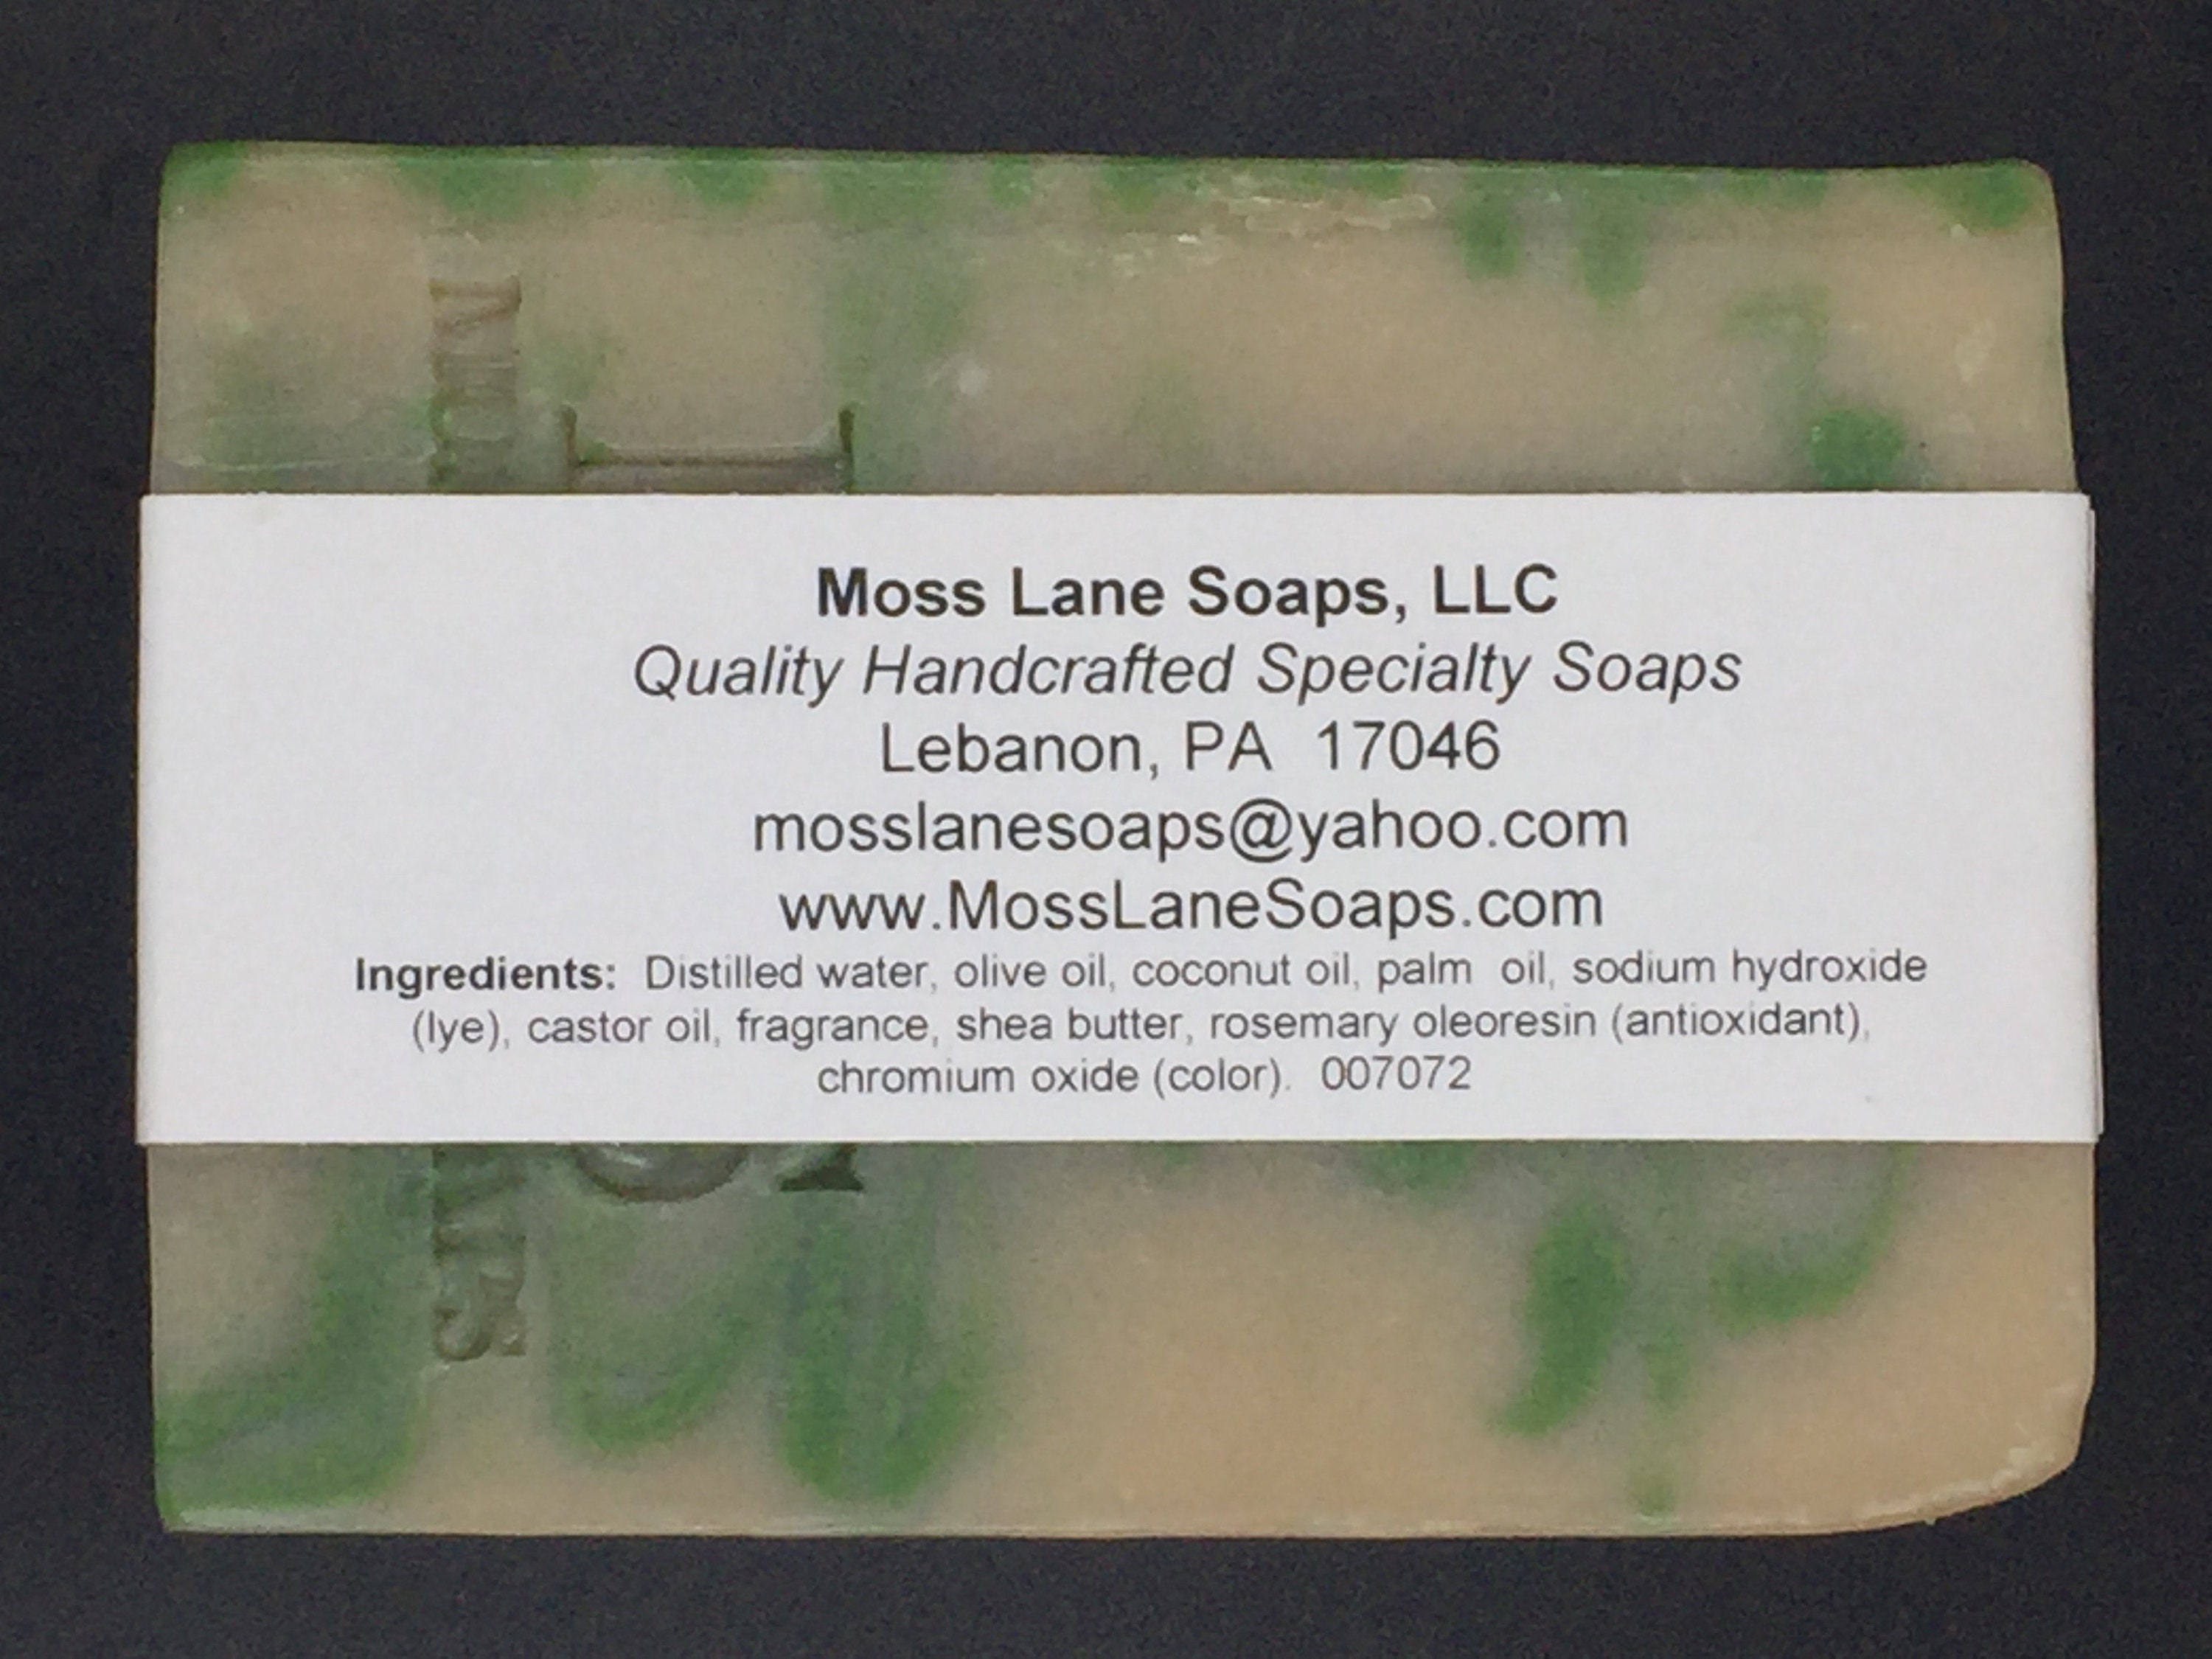 Moss Lane Soaps, LLC
Quality Handcrafted Specialty Soaps
Lebanon, PA  17046
mosslanesoaps@yahoo.com
www.MossLaneSoaps.com
Ingredients:  Distilled water, olive oil, coconut oil, palm  oil, sodium hydroxide
(lye), castor oil, fragrance, shea butter, rosemary oleoresin (antioxidant),
chromium oxide (color).  007072